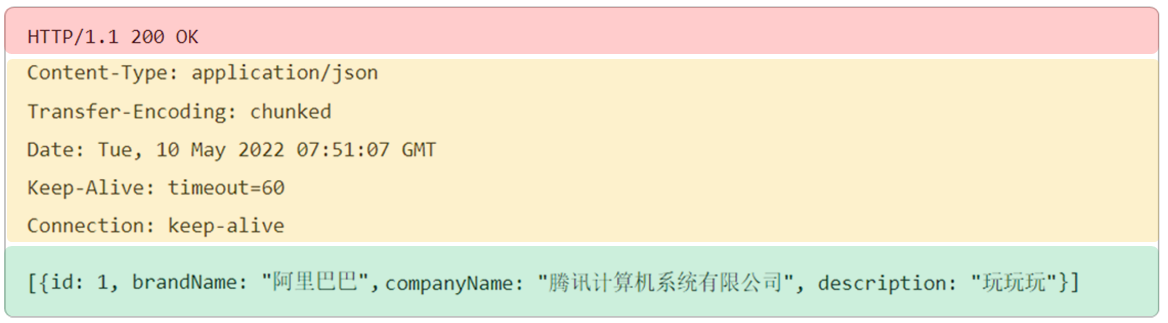 HTTP/1.1 200 OK
Content-Type: application/json
Transfer-Encoding: chunked
Date: Tue, 10 May 2022 07:51:07 GMT
Keep-Alive: timeout=60
Connection: keep-alive
[{id: 1, brandName: "阿里巴巴",companyName: "腾讯计算机系统有限公司", description: "玩玩玩"}]